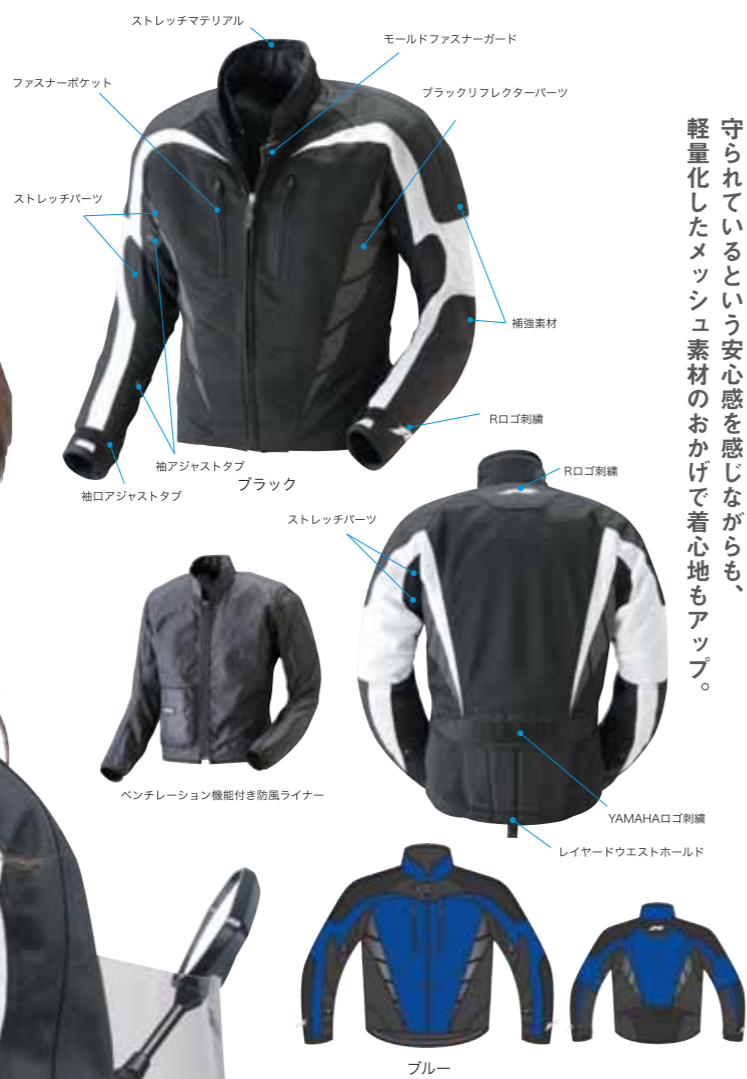 守られているという安心感を感じながらも、
軽量化したメッシュ素材のおかげで着心地もアップ。
ストレッチマテリアル
モールドファスナーガード
ファスナーポケット
ブラックリフレクターパーツ
ストレッチパーツ
補強素材
Rロゴ刺繍
袖アジャストタブ
袖口アジャストタブ
ブラック
Rロゴ刺繍
ストレッチパーツ
ベンチレーション機能付き防風ライナー
YAMAHAロゴ刺繍
レイヤードウエストホールド
ブルー